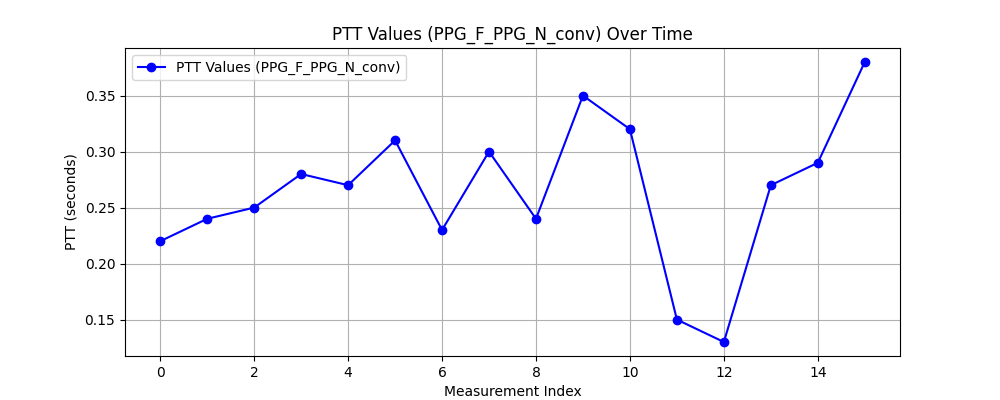 PTT Values (PPG_F_PPG_N_conv) Over Time
PTT Values (PPG_F_PPG_N_conv)
PTT (seconds)
0.35
0.30
0.25
0.20
0.15
0 2 4 6 8 10 12 14
Measurement Index